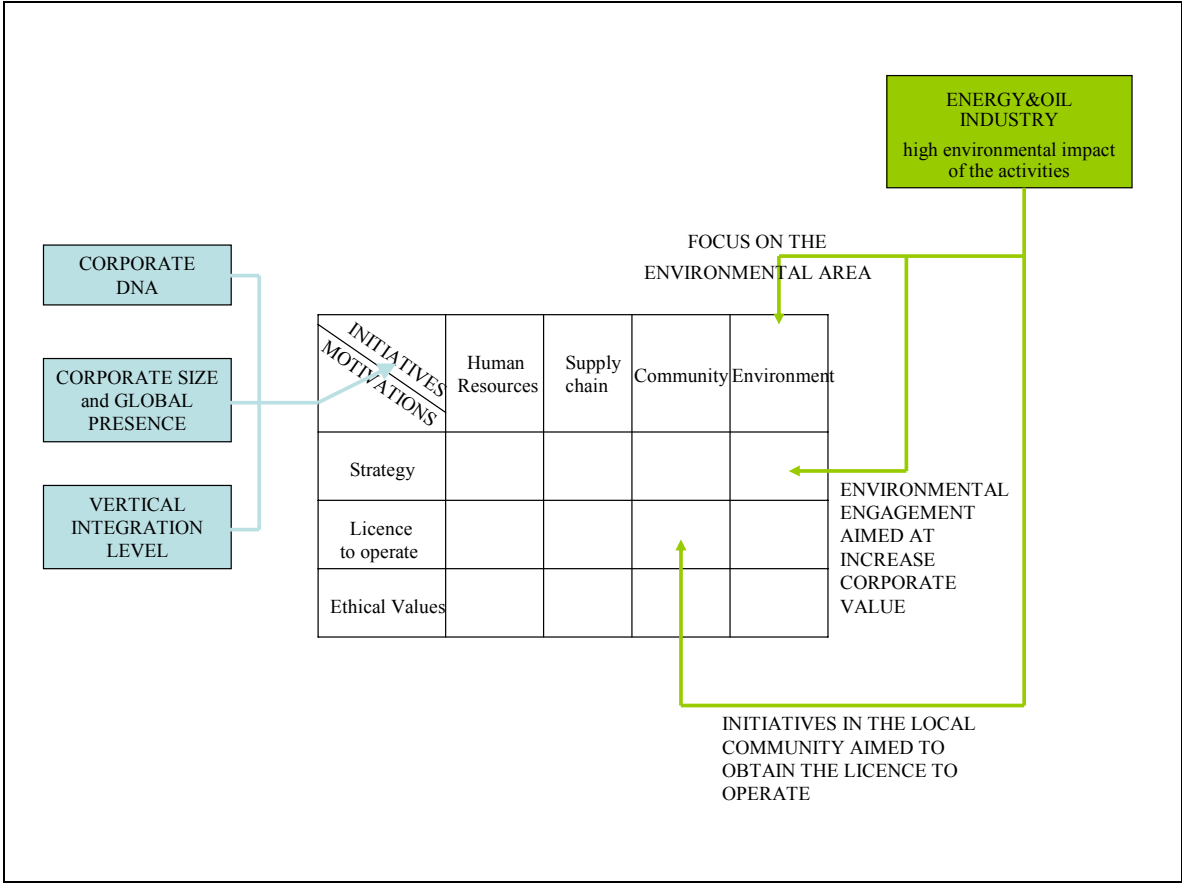 ENERGY&OIL
INDUSTRY
high environmental impact
of the activities
FOCUS ON THE
ENVIRONMENTAL AREA
CORPORATE
DNA
CORPORATE SIZE
and GLOBAL
PRESENCE
VERTICAL
INTEGRATION
LEVEL
INITIATIVES
MOTIVATIONS
Human
Resources
Supply
chain
Community
Environment
Strategy
Licence
to operate
Ethical Values
ENVIRONMENTAL
ENGAGEMENT
AIMED AT
INCREASE
CORPORATE
VALUE
INITIATIVES IN THE LOCAL
COMMUNITY AIMED TO
OBTAIN THE LICENCE TO
OPERATE